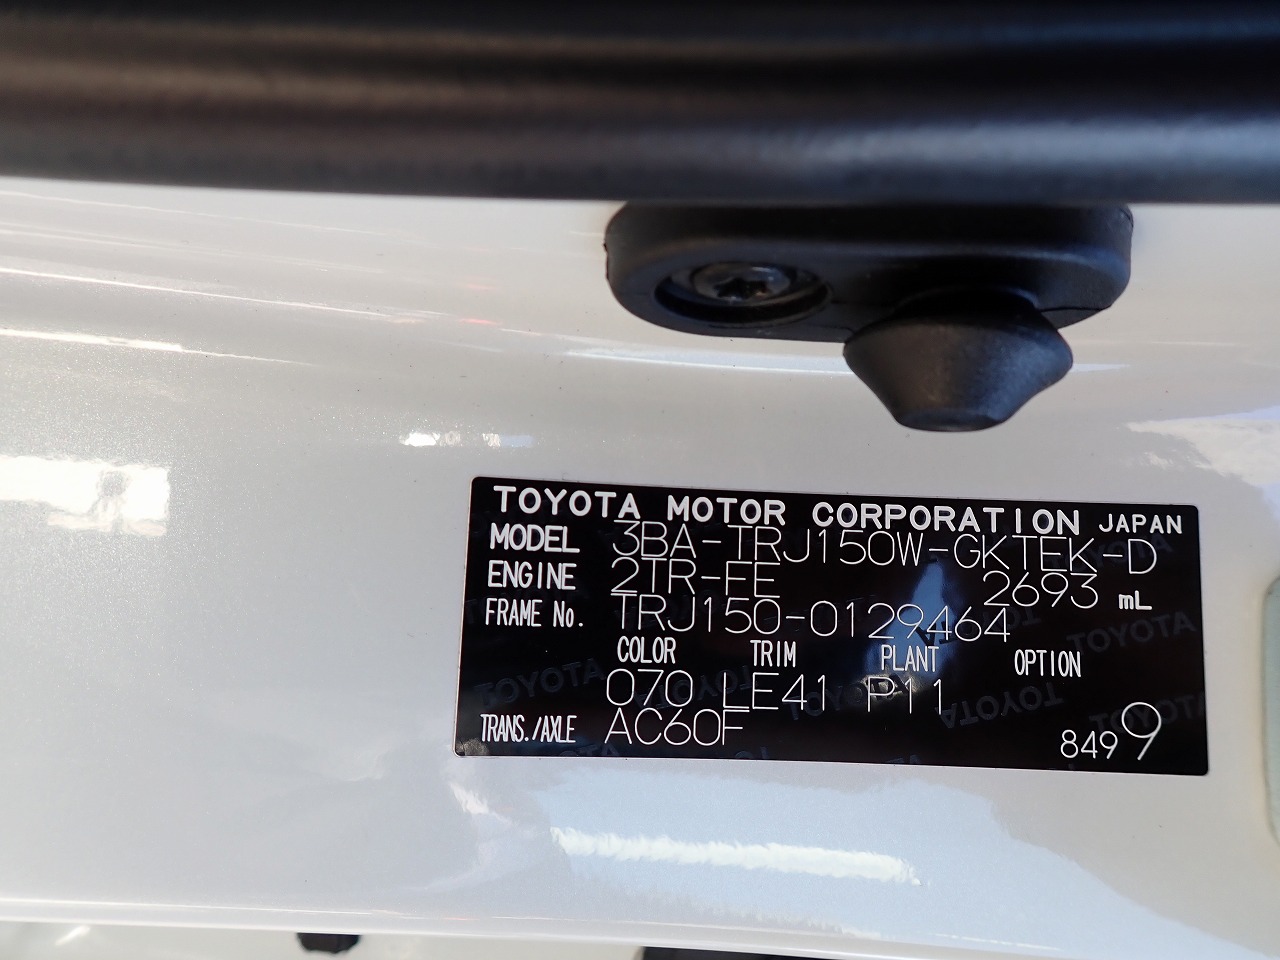 TOYOTA MOTOR CORPORATION JAPAN
MODEL 3BA-TRJ150W-GKTEK-D
ENGINE 2TR-FE 2693 mL
FRAME No. TRJ150-0129464
COLOR TRIM PLANT OPTION
070 LE41 P11
TRANS./AXLE AC60F
8499